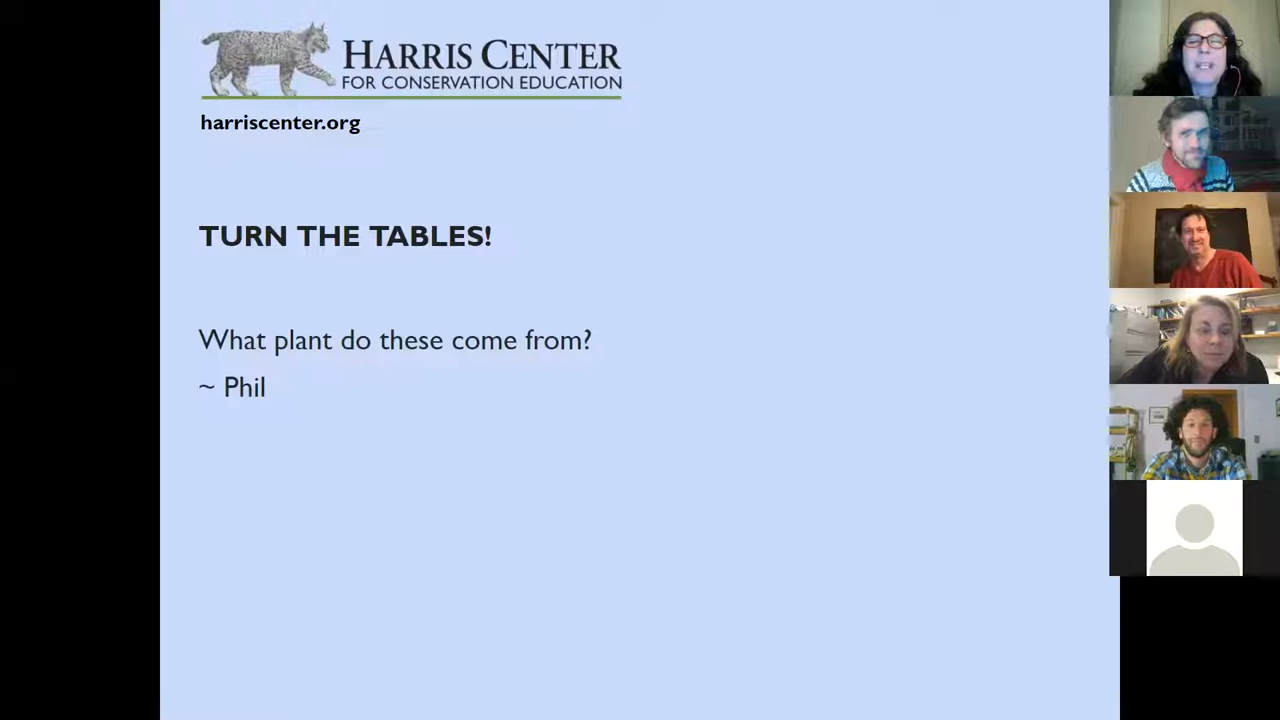 HARRIS CENTER
FOR CONSERVATION EDUCATION
harriscenter.org
TURN THE TABLES!
What plant do these come from?
~ Phil